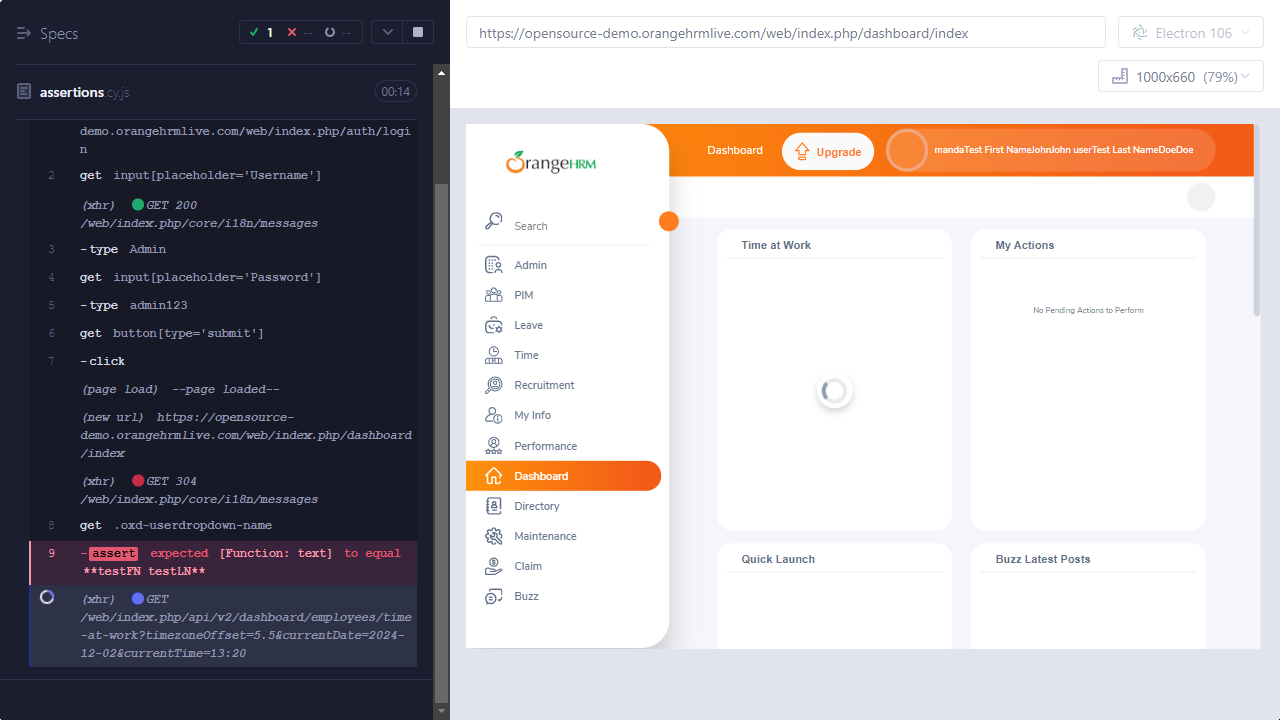 Specs
1
--
--
assertions.cy.js
00:14
demo.orangehrmlive.com/web/index.php/auth/logi
n
2 get input[placeholder='Username']
(xhr) GET 200
/web/index.php/core/i18n/messages
3 -type Admin
4 get input[placeholder='Password']
5 -type admin123
6 get button[type='submit']
7 -click
(page load) --page loaded--
(new url) https://opensource-
demo.orangehrmlive.com/web/index.php/dashboard
/index
(xhr) GET 304
/web/index.php/core/i18n/messages
8 get .oxd-userdropdown-name
9 -assert expected [Function: text] to equal
**testFN testLN**
(xhr) GET
/web/index.php/api/v2/dashboard/employees/time
-at-work?timezoneOffset=5.5&currentDate=2024-
12-02&currentTime=13:20
https://opensource-demo.orangehrmlive.com/web/index.php/dashboard/index
Electron 106
1000x660 (79%)
OrangeHRM
Search
Admin
PIM
Leave
Time
Recruitment
My Info
Performance
Dashboard
Directory
Maintenance
Claim
Buzz
Dashboard
Upgrade
mandaTest First NameJohnJohn userTest Last NameDoeDoe
Time at Work
My Actions
No Pending Actions to Perform
Quick Launch
Buzz Latest Posts